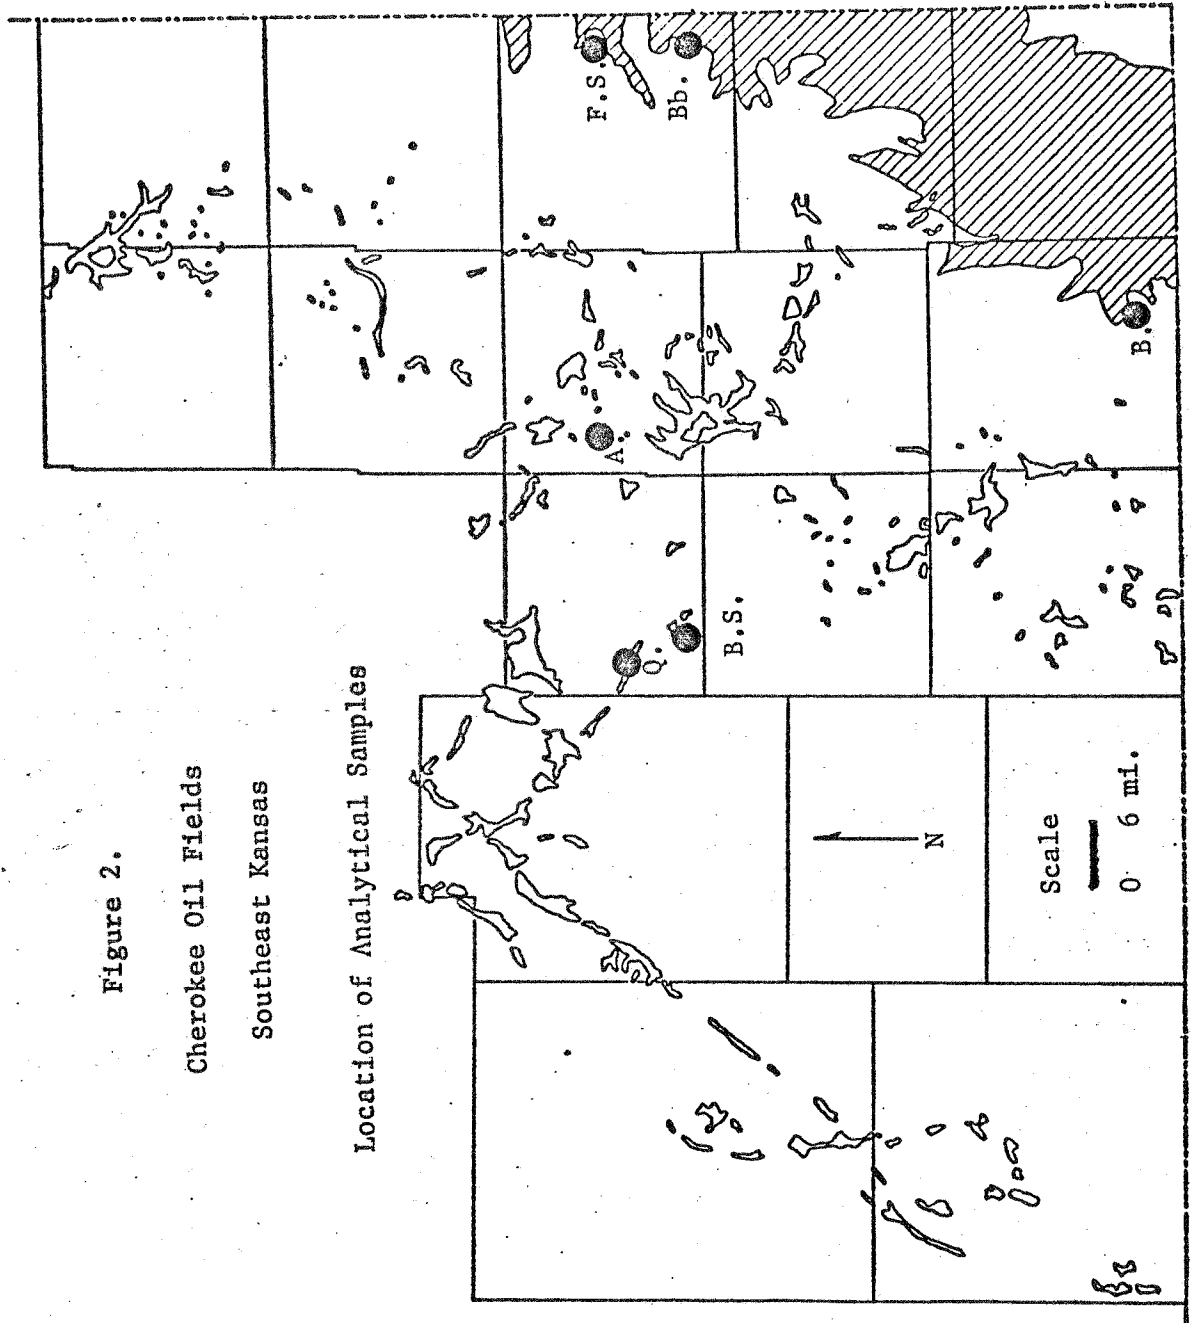 Figure 2.
Cherokee Oil Fields
Southeast Kansas
Location of Analytical Samples
F.S.
Bb.
B.
A.
Q.
B.S.
N
Scale
0 6 mi.